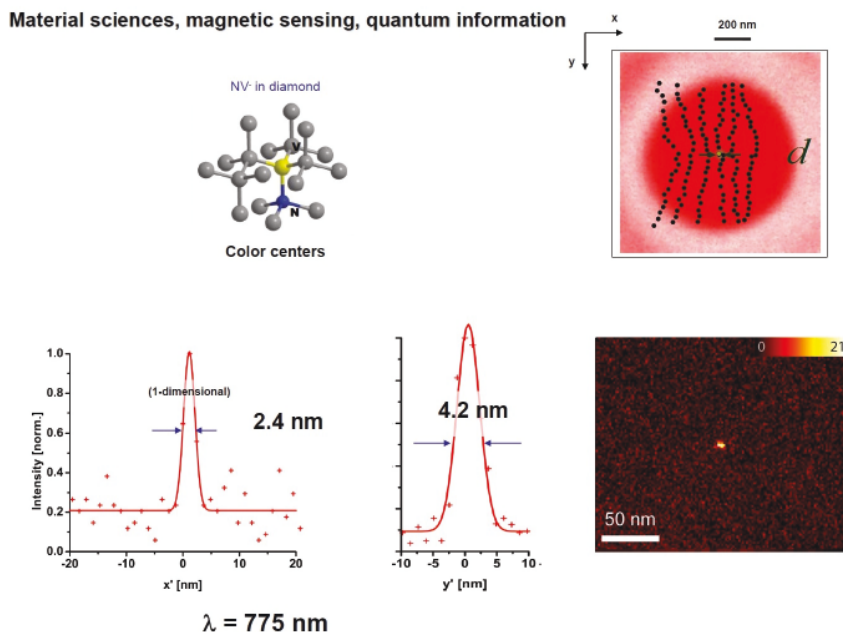 Material sciences, magnetic sensing, quantum information
x
y
200 nm
NV- in diamond
V
N
Color centers
d
1.0
0.8
0.6
0.4
0.2
0.0
Intensity [norm.]
(1-dimensional)
2.4 nm
-20 -10 0 10 20
x' [nm]
4.2 nm
-10 -5 0 5 10
y' [nm]
0 21
50 nm
λ = 775 nm